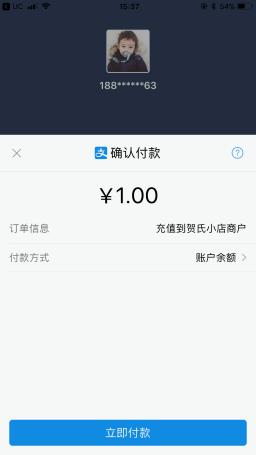 UC 15:37 54%
188******63
确认付款
¥1.00
订单信息 充值到贺氏小店商户
付款方式 账户余额
立即付款